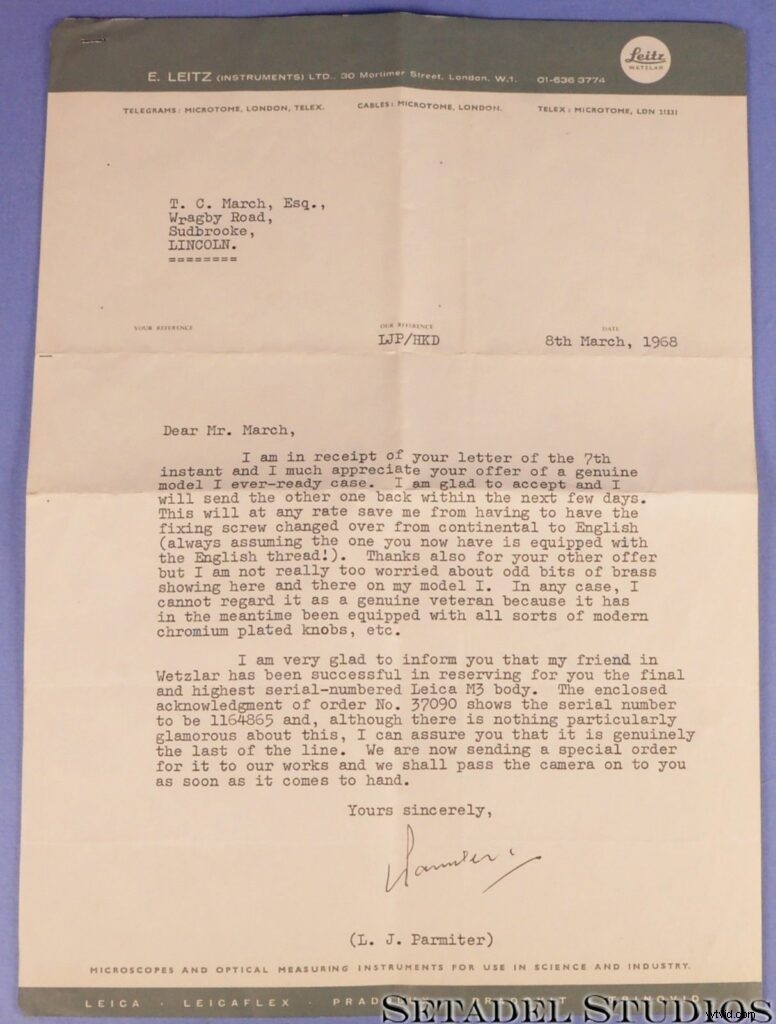 Leitz
WETZLAR
E. LEITZ (INSTRUMENTS) LTD., 30 Mortimer Street, London, W.1. 01-636 3774
TELEGRAMS: MICROTOME, LONDON, TELEX. CABLES: MICROTOME, LONDON. TELEX: MICROTOME, LDN 21531
T. C. March, Esq.,
Wragby Road,
Sudbrooke,
LINCOLN.
========
YOUR REFERENCE OUR REFERENCE DATE
LJP/HKD 8th March, 1968
Dear Mr. March,
I am in receipt of your letter of the 7th
instant and I much appreciate your offer of a genuine
model I ever-ready case. I am glad to accept and I
will send the other one back within the next few days.
This will at any rate save me from having to have the
fixing screw changed over from continental to English
(always assuming the one you now have is equipped with
the English thread!). Thanks also for your other offer
but I am not really too worried about odd bits of brass
showing here and there on my model I. In any case, I
cannot regard it as a genuine veteran because it has
in the meantime been equipped with all sorts of modern
chromium plated knobs, etc.
I am very glad to inform you that my friend in
Wetzlar has been successful in reserving for you the final
and highest serial-numbered Leica M3 body. The enclosed
acknowledgment of order No. 37090 shows the serial number
to be 1164865 and, although there is nothing particularly
glamorous about this, I can assure you that it is genuinely
the last of the line. We are now sending a special order
for it to our works and we shall pass the camera on to you
as soon as it comes to hand.
Yours sincerely,
(L. J. Parmiter)
MICROSCOPES AND OPTICAL MEASURING INSTRUMENTS FOR USE IN SCIENCE AND INDUSTRY.
LEICA · LEICAFLEX ·
SETADEL STUDIOS
wtvid.com